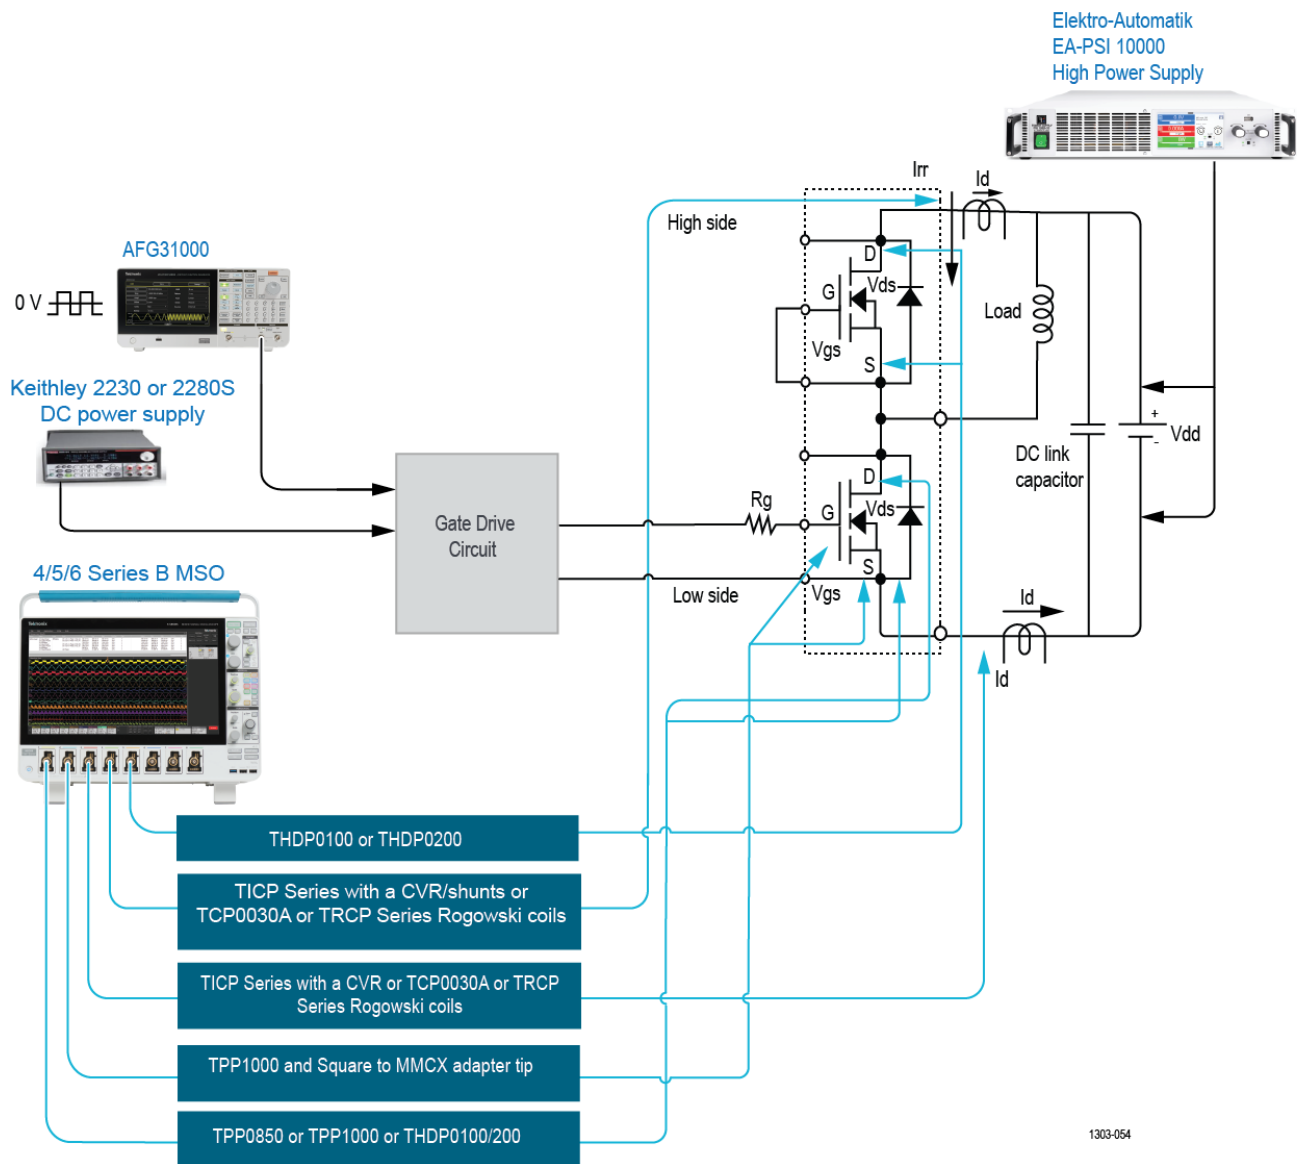 Elektro-Automatik
EA-PSI 10000
High Power Supply
Irr
Id
High side
AFG31000
D
Vds
G
0 V
Load
Vgs
S
Keithley 2230 or 2280S
DC power supply
+
Vdd
-
DC link
capacitor
D
Rg
Vds
G
Gate Drive
Circuit
S
4/5/6 Series B MSO
Low side
Vgs
Id
Id
Tektronix
THDP0100 or THDP0200
TICP Series with a CVR/shunts or
TCP0030A or TRCP Series Rogowski coils
TICP Series with a CVR or TCP0030A or TRCP
Series Rogowski coils
TPP1000 and Square to MMCX adapter tip
TPP0850 or TPP1000 or THDP0100/200
1303-054